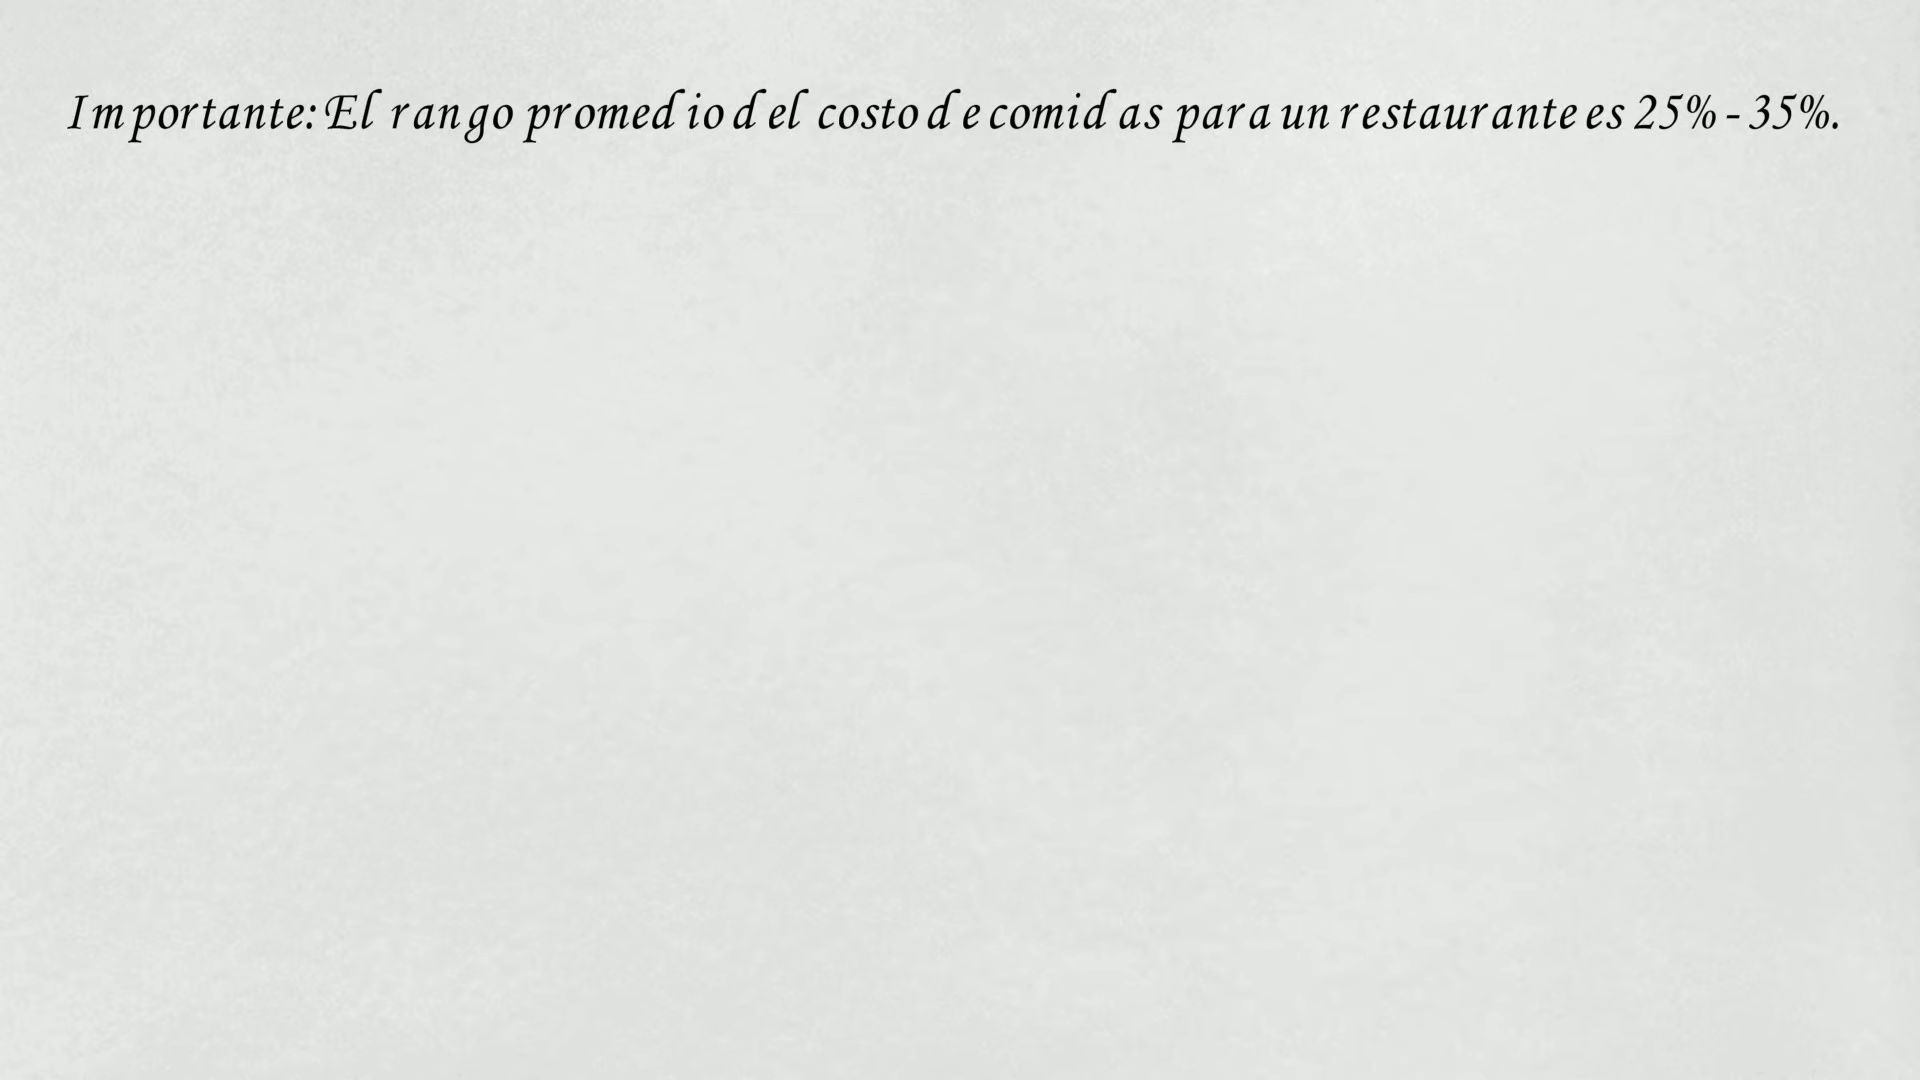 Importante: El rango promedio del costo de comidas para un restaurante es 25% - 35%.